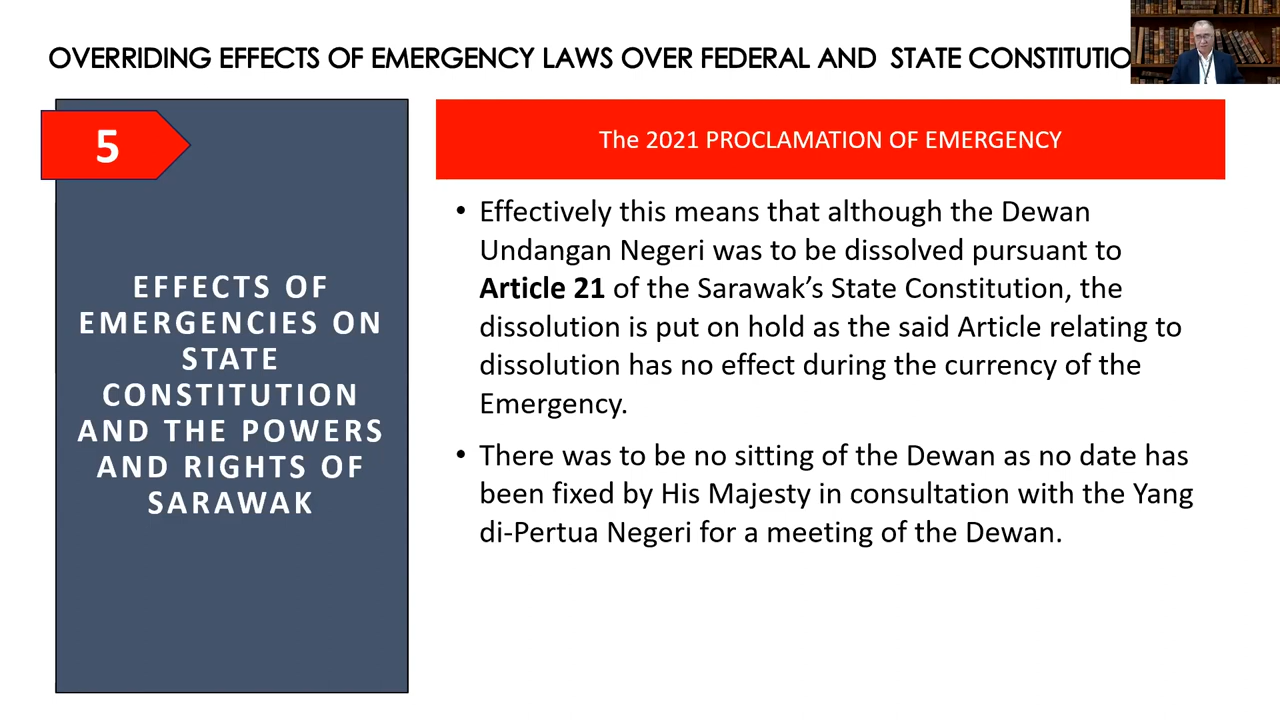 OVERRIDING EFFECTS OF EMERGENCY LAWS OVER FEDERAL AND STATE CONSTITUTIO
5
EFFECTS OF
EMERGENCIES ON
STATE
CONSTITUTION
AND THE POWERS
AND RIGHTS OF
SARAWAK
The 2021 PROCLAMATION OF EMERGENCY
• Effectively this means that although the Dewan
Undangan Negeri was to be dissolved pursuant to
Article 21 of the Sarawak's State Constitution, the
dissolution is put on hold as the said Article relating to
dissolution has no effect during the currency of the
Emergency.
• There was to be no sitting of the Dewan as no date has
been fixed by His Majesty in consultation with the Yang
di-Pertua Negeri for a meeting of the Dewan.